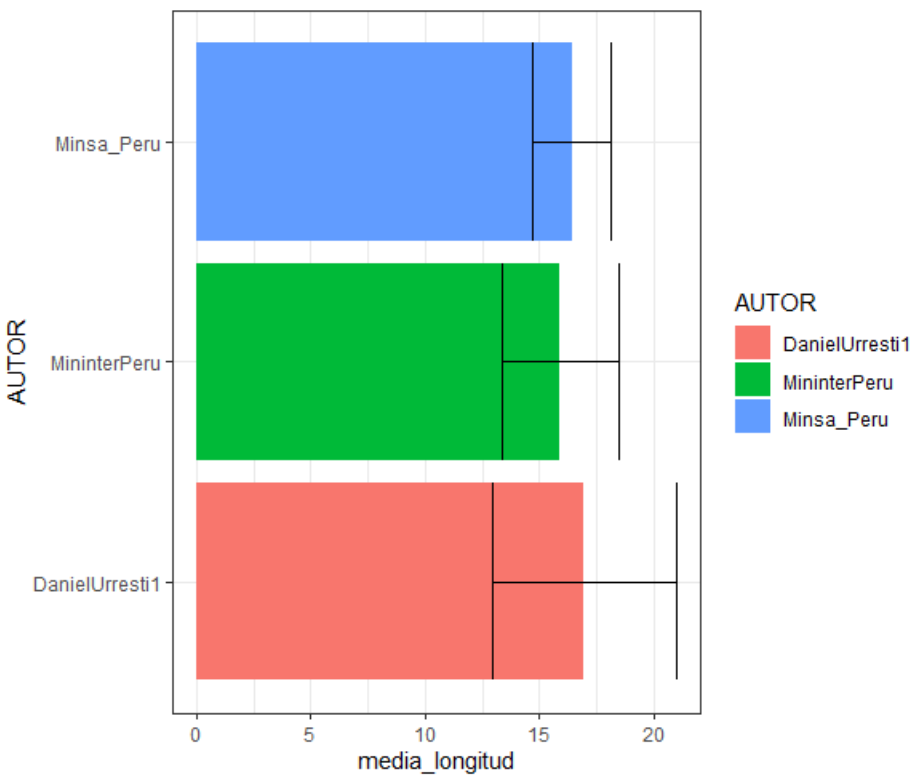 Minsa_Peru
MininterPeru
DanielUrresti1
AUTOR
0 5 10 15 20
media_longitud
AUTOR
DanielUrresti1
MininterPeru
Minsa_Peru